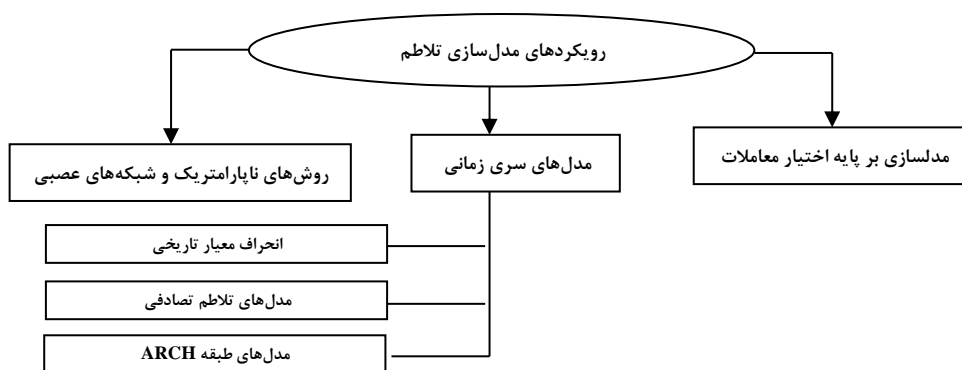 رویکردهای مدل‌سازی تلاطم
مدلسازی بر پایه اختیار معاملات
مدل‌های سری زمانی
روش‌های ناپارامتریک و شبکه‌های عصبی
انحراف معیار تاریخی
مدل‌های تلاطم تصادفی
مدل‌های طبقه ARCH